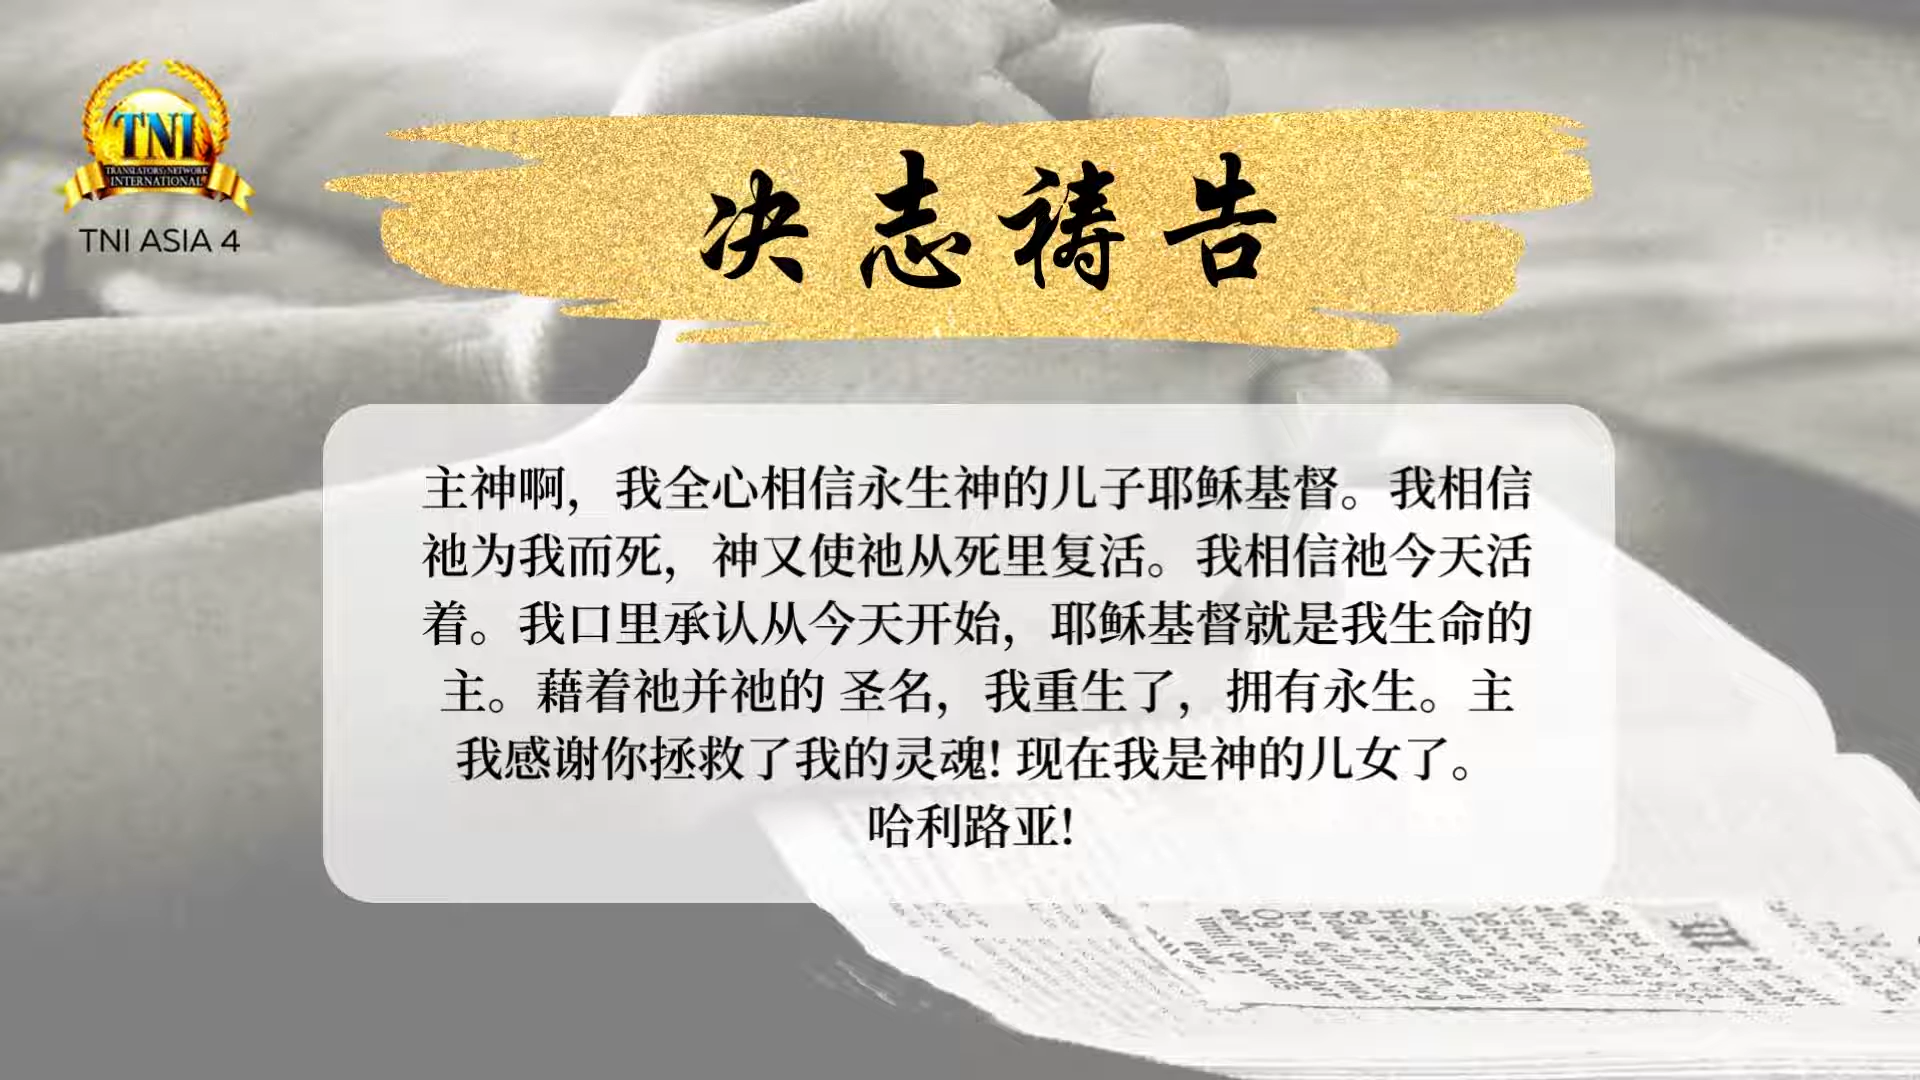 TNI
TRANSLATORS NETWORK
INTERNATIONAL
TNI ASIA 4
决志祷告
主神啊，我全心相信永生神的儿子耶稣基督。我相信
祂为我而死，神又使祂从死里复活。我相信祂今天活
着。我口里承认从今天开始，耶稣基督就是我生命的
主。藉着祂并祂的 圣名，我重生了，拥有永生。主
我感谢你拯救了我的灵魂! 现在我是神的儿女了。
哈利路亚!